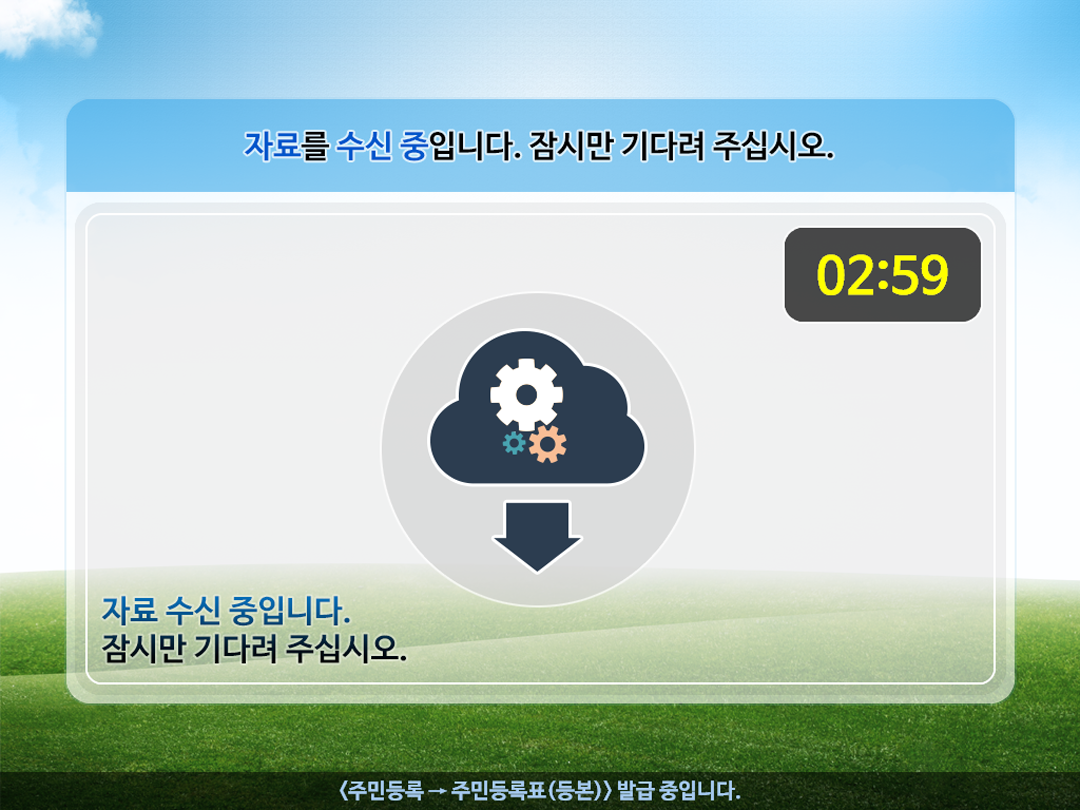 자료를 수신 중입니다. 잠시만 기다려 주십시오.
02:59
자료 수신 중입니다.
잠시만 기다려 주십시오.
〈주민등록 → 주민등록표(등본)〉 발급 중입니다.